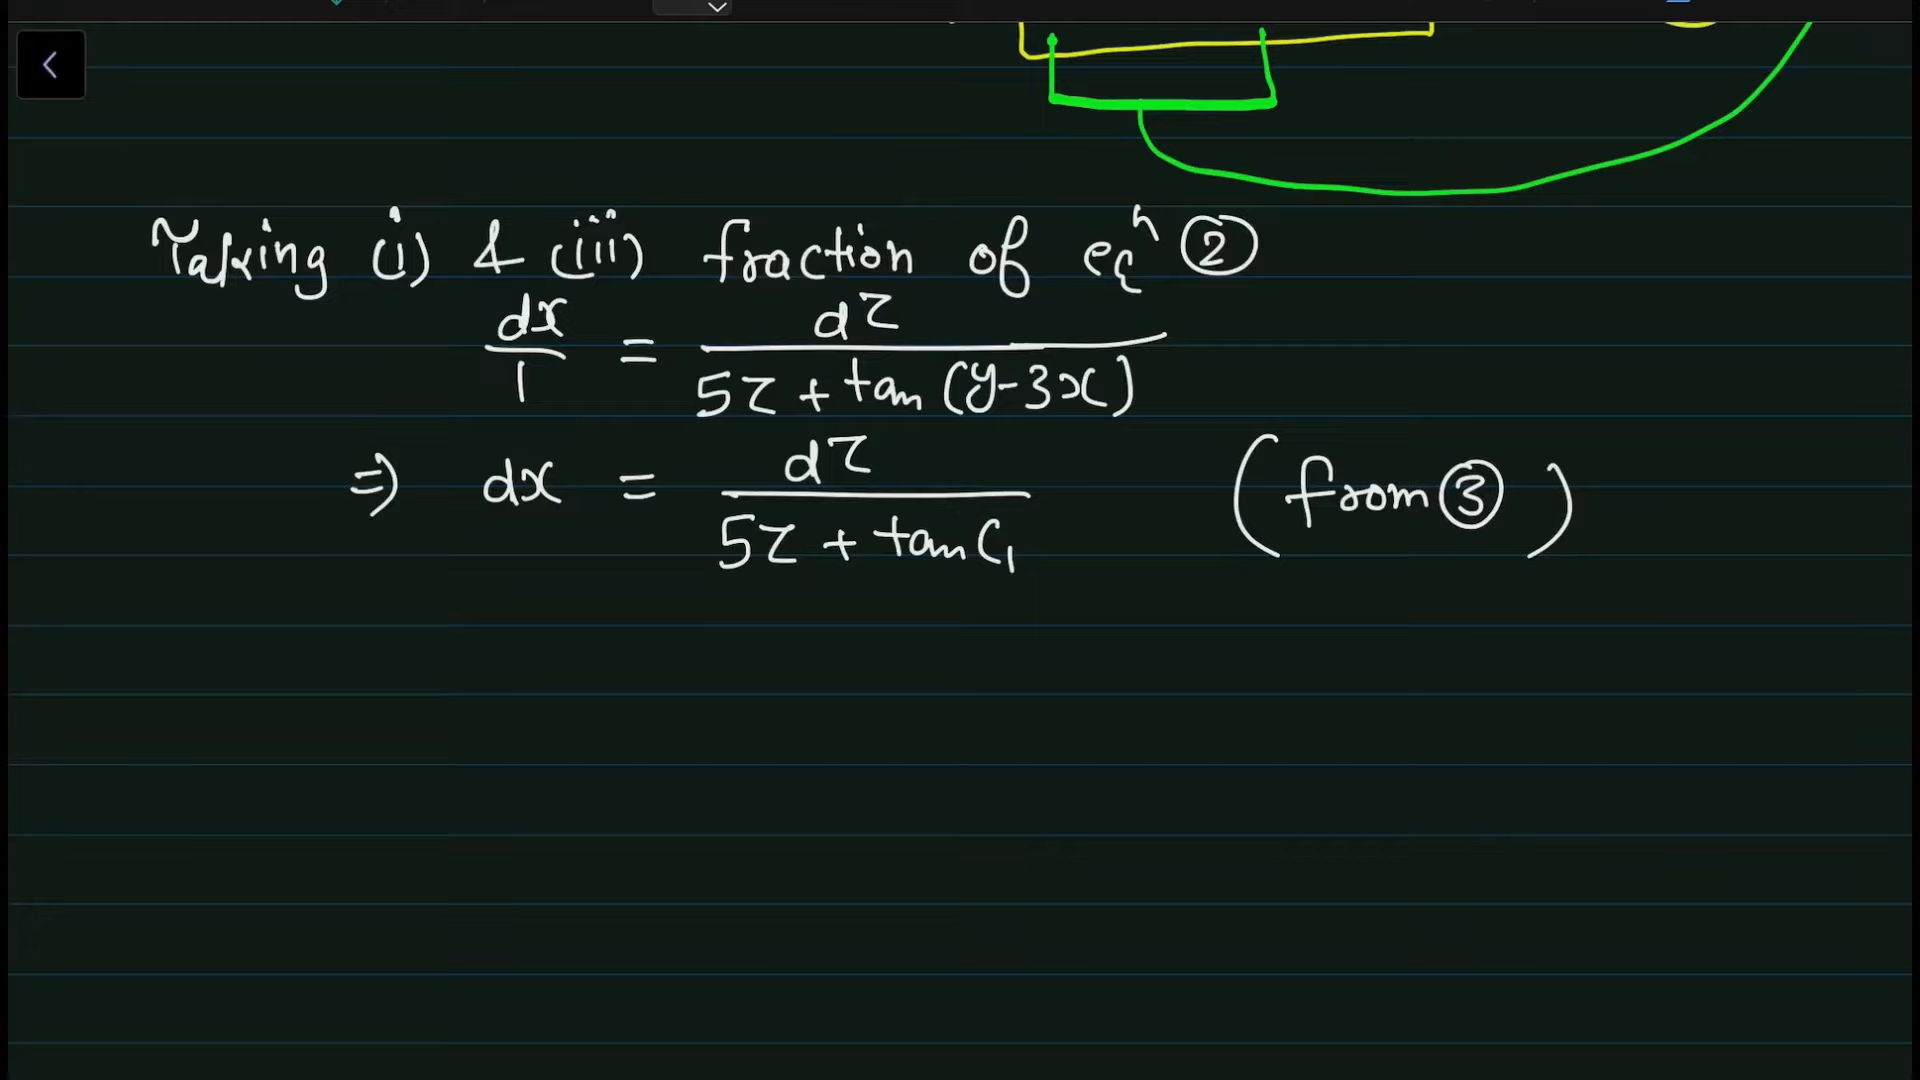 Taking (i) & (iii) fraction of eqⁿ ②
dx/1 = dz/(5z + tan (y-3x))
⇒ dx = dz/(5z + tan C₁) (from ③)